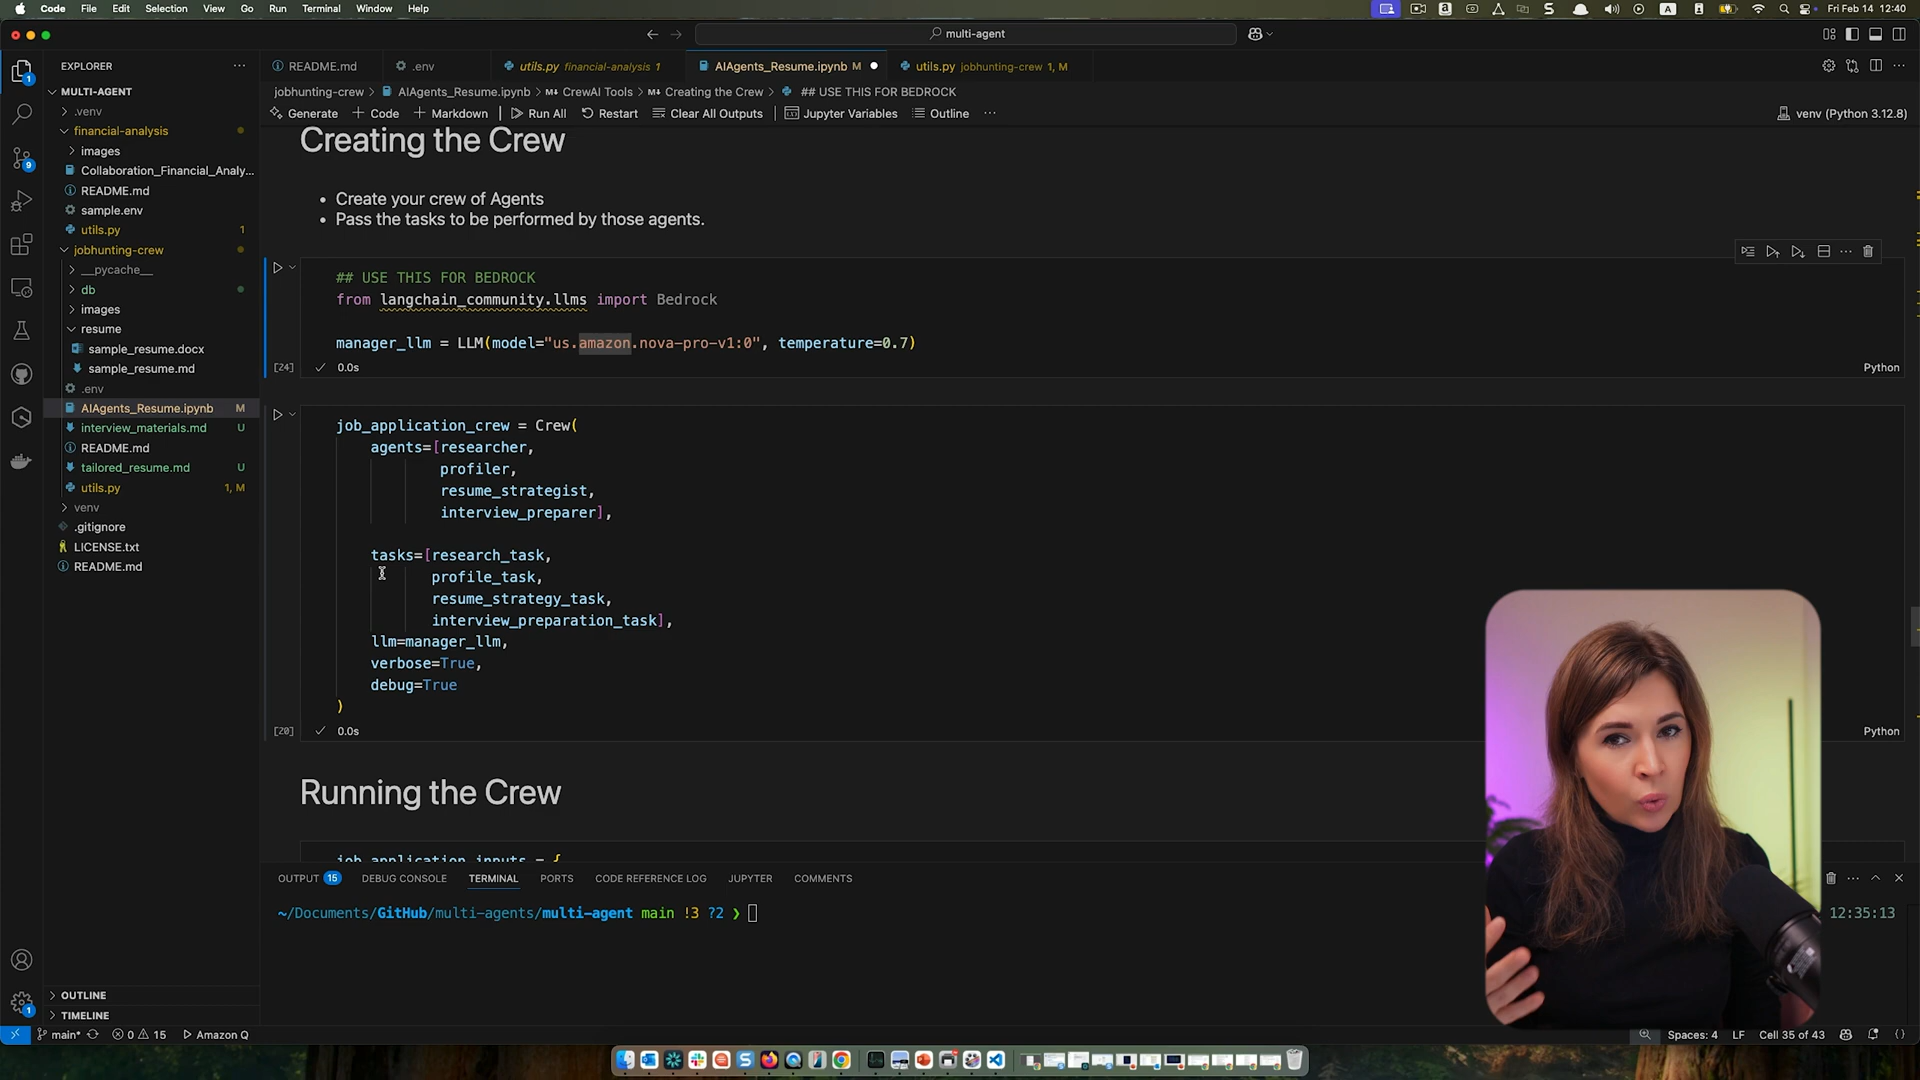 Code File Edit Selection View Go Run Terminal Window Help
Fri Feb 14 12:40
multi-agent
EXPLORER
README.md
.env
utils.py financial-analysis 1
AIAgents_Resume.ipynb M
utils.py jobhunting-crew 1, M
MULTI-AGENT
jobhunting-crew > AIAgents_Resume.ipynb > CrewAI Tools > Creating the Crew > ## USE THIS FOR BEDROCK
Generate + Code + Markdown Run All Restart Clear All Outputs Jupyter Variables Outline ...
venv (Python 3.12.8)
.venv
financial-analysis
images
Collaboration_Financial_Analy...
README.md
sample.env
utils.py 1
jobhunting-crew
__pycache__
db
images
resume
sample_resume.docx
sample_resume.md
.env
AIAgents_Resume.ipynb M
interview_materials.md U
README.md
tailored_resume.md U
utils.py 1, M
venv
.gitignore
LICENSE.txt
README.md
OUTLINE
TIMELINE
Creating the Crew
• Create your crew of Agents
• Pass the tasks to be performed by those agents.
## USE THIS FOR BEDROCK
from langchain_community.llms import Bedrock
manager_llm = LLM(model="us.amazon.nova-pro-v1:0", temperature=0.7)
[24] 0.0s Python
job_application_crew = Crew(
agents=[researcher,
profiler,
resume_strategist,
interview_preparer],
tasks=[research_task,
profile_task,
resume_strategy_task,
interview_preparation_task],
llm=manager_llm,
verbose=True,
debug=True
)
[20] 0.0s Python
Running the Crew
job_application_inputs = {
OUTPUT 15 DEBUG CONSOLE TERMINAL PORTS CODE REFERENCE LOG JUPYTER COMMENTS
~/Documents/GitHub/multi-agents/multi-agent main !3 ?2 ❯
12:35:13
main* 0 15 Amazon Q
Spaces: 4 LF Cell 35 of 43